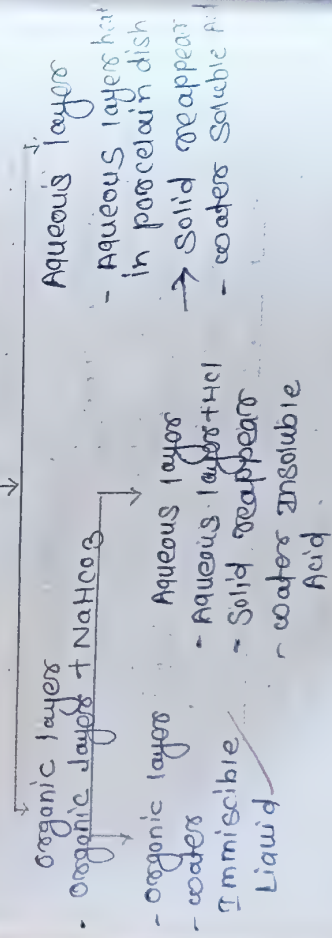 organic layer
• organic layer + NaHCO3
Aqueous layer
- Aqueous layer heat
in porcelain dish
→ solid reappear
- water soluble
- organic layer
- water
Immiscible
Liquid
Aqueous layer
- Aqueous layer + HCl
- Solid reappear
- water Insoluble
Acid